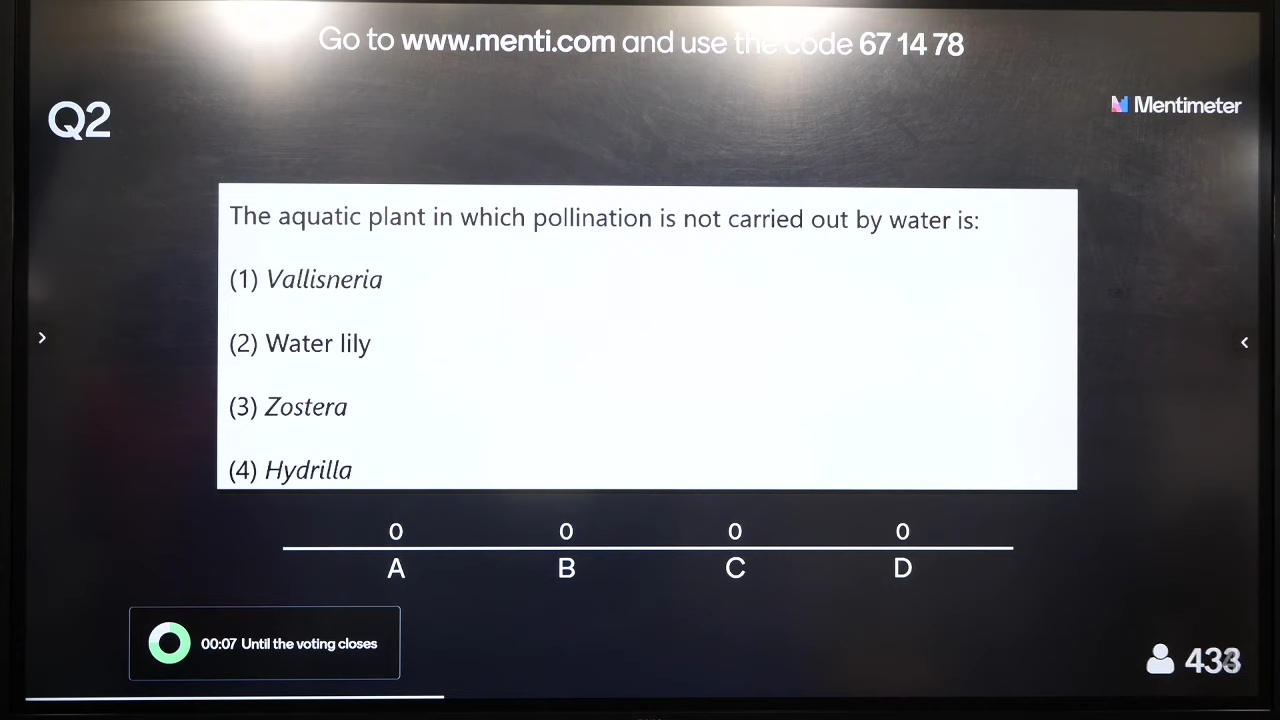 Go to www.menti.com and use the code 67 14 78
Q2
Mentimeter
The aquatic plant in which pollination is not carried out by water is:
(1) Vallisneria
(2) Water lily
(3) Zostera
(4) Hydrilla
0 0 0 0
A B C D
00:07 Until the voting closes